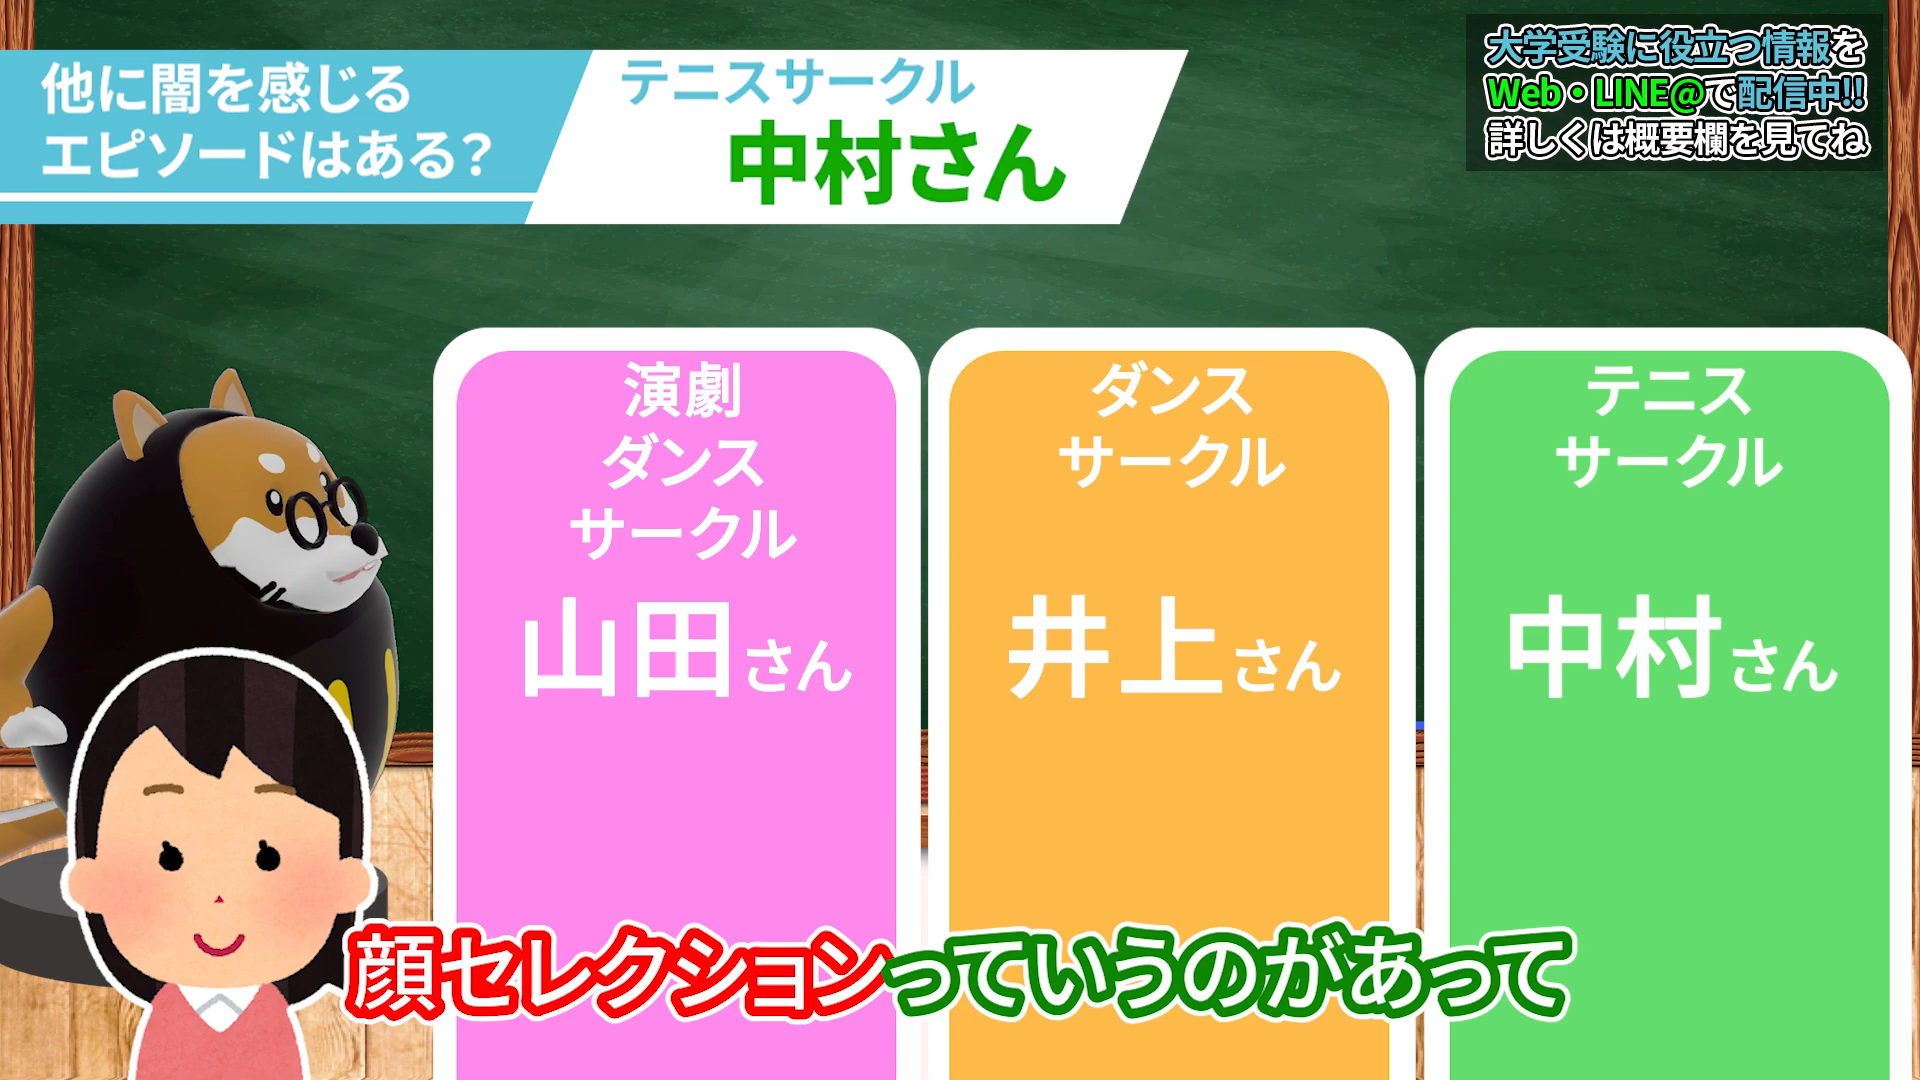 他に闇を感じる
エピソードはある？
テニスサークル
中村さん
大学受験に役立つ情報を
Web・LINE@で配信中!!
詳しくは概要欄を見てね
演劇
ダンス
サークル
山田さん
ダンス
サークル
井上さん
テニス
サークル
中村さん
顔セレクションっていうのがあって